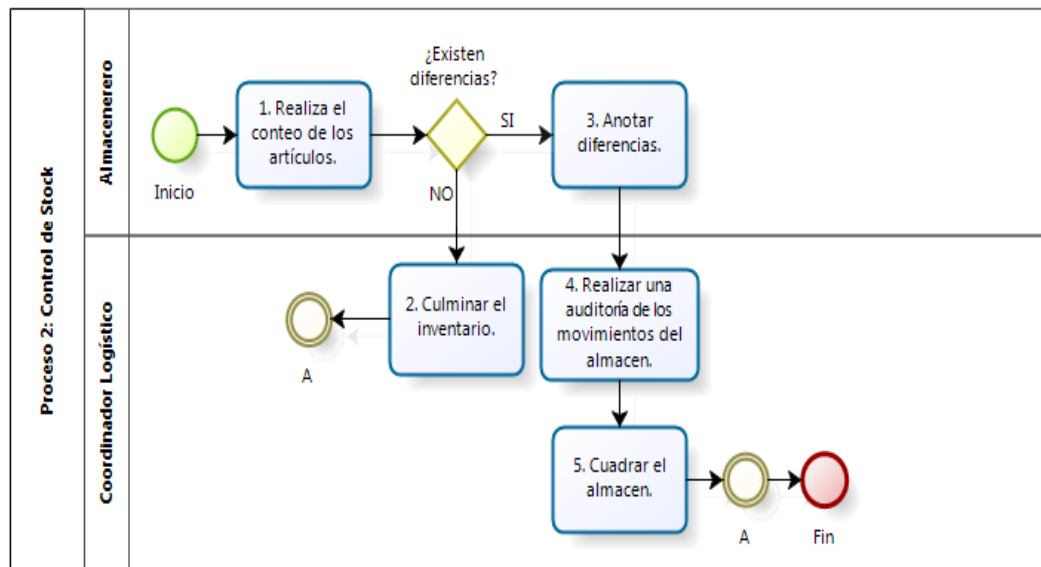 Proceso 2: Control de Stock
Almacenerero
Inicio
1. Realiza el
conteo de los
artículos.
¿Existen
diferencias?
SI
NO
3. Anotar
diferencias.
Coordinador Logístico
A
2. Culminar el
inventario.
4. Realizar una
auditoría de los
movimientos del
almacen.
5. Cuadrar el
almacen.
A
Fin